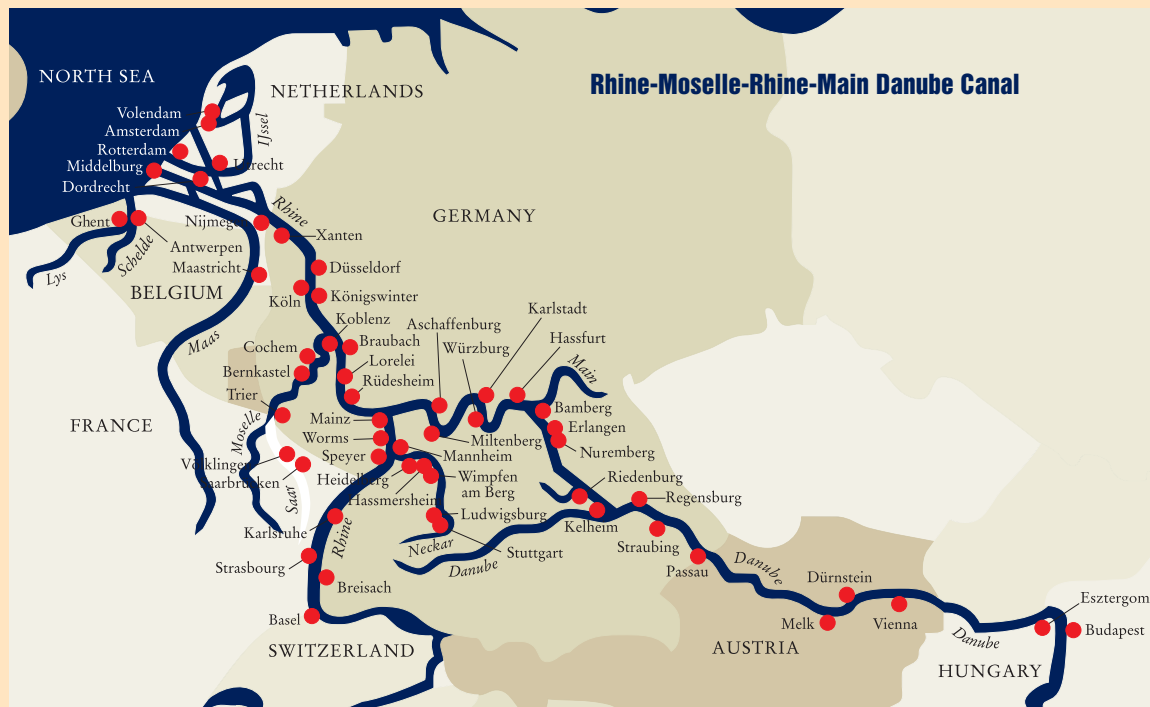 Rhine-Moselle-Rhine-Main Danube Canal
NORTH SEA
NETHERLANDS
Volendam
Amsterdam
IJssel
Rotterdam
Middelburg
Utrecht
Dordrecht
Rhine
GERMANY
Ghent
Nijmegen
Xanten
Schelde
Antwerpen
Lys
Maastricht
Düsseldorf
BELGIUM
Köln
Königswinter
Karlstadt
Koblenz
Aschaffenburg
Maas
Braubach
Würzburg
Hassfurt
Cochem
Lorelei
Main
Bernkastel
Rüdesheim
Trier
FRANCE
Moselle
Mainz
Bamberg
Worms
Miltenberg
Erlangen
Speyer
Mannheim
Nuremberg
Völklingen
Saarbrücken
Heidelberg
Wimpfen
am Berg
Riedenburg
Saar
Hassmersheim
Regensburg
Ludwigsburg
Karlsruhe
Rhine
Kelheim
Neckar
Stuttgart
Straubing
Strasbourg
Danube
Passau
Danube
Breisach
Dürnstein
Esztergom
Basel
Melk
Vienna
Danube
Budapest
SWITZERLAND
AUSTRIA
HUNGARY